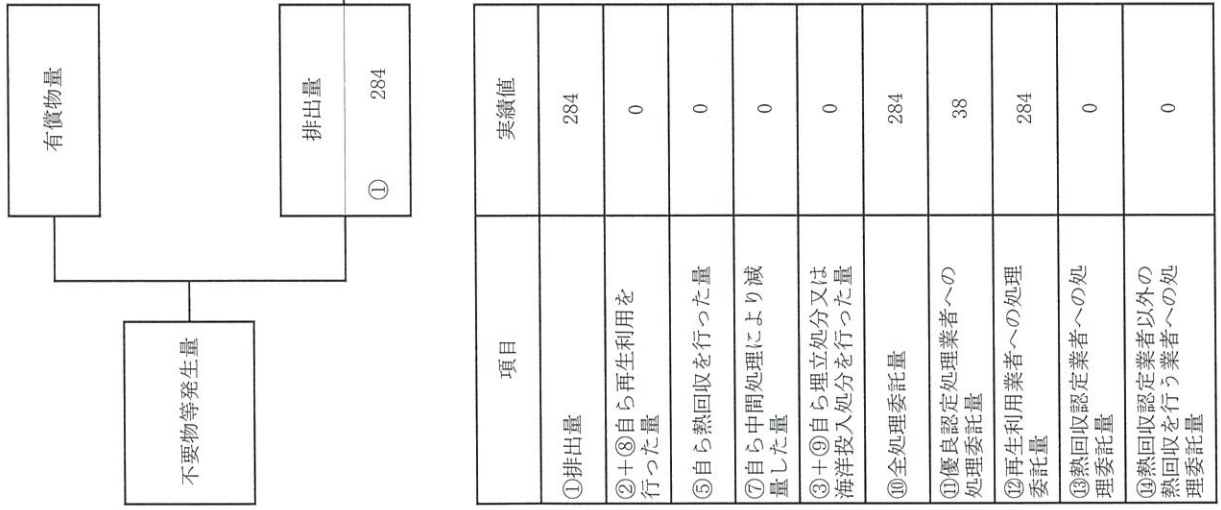 不要物等発生量
有償物量
排出量
① 284
項目 実績値
①排出量 284
②+⑧自ら再生利用を
行った量 0
⑤自ら熱回収を行った量 0
⑦自ら中間処理により減
量した量 0
③+⑨自ら埋立処分又は
海洋投入処分を行った量 0
⑩全処理委託量 284
⑪優良認定処理業者への
処理委託量 38
⑫再生利用業者への処理
委託量 284
⑬熱回収認定業者への処
理委託量 0
⑭熱回収認定業者以外の
熱回収を行う業者への処
理委託量 0